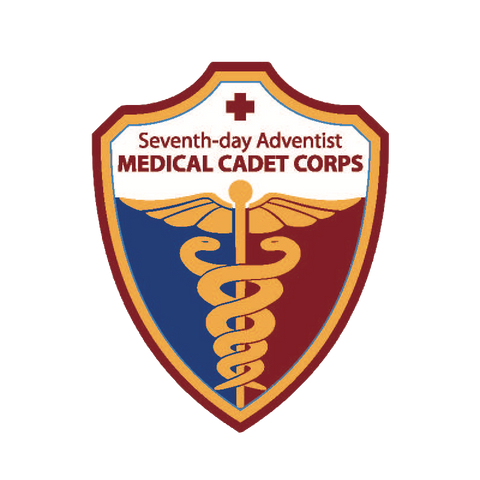 Seventh-day Adventist
MEDICAL CADET CORPS